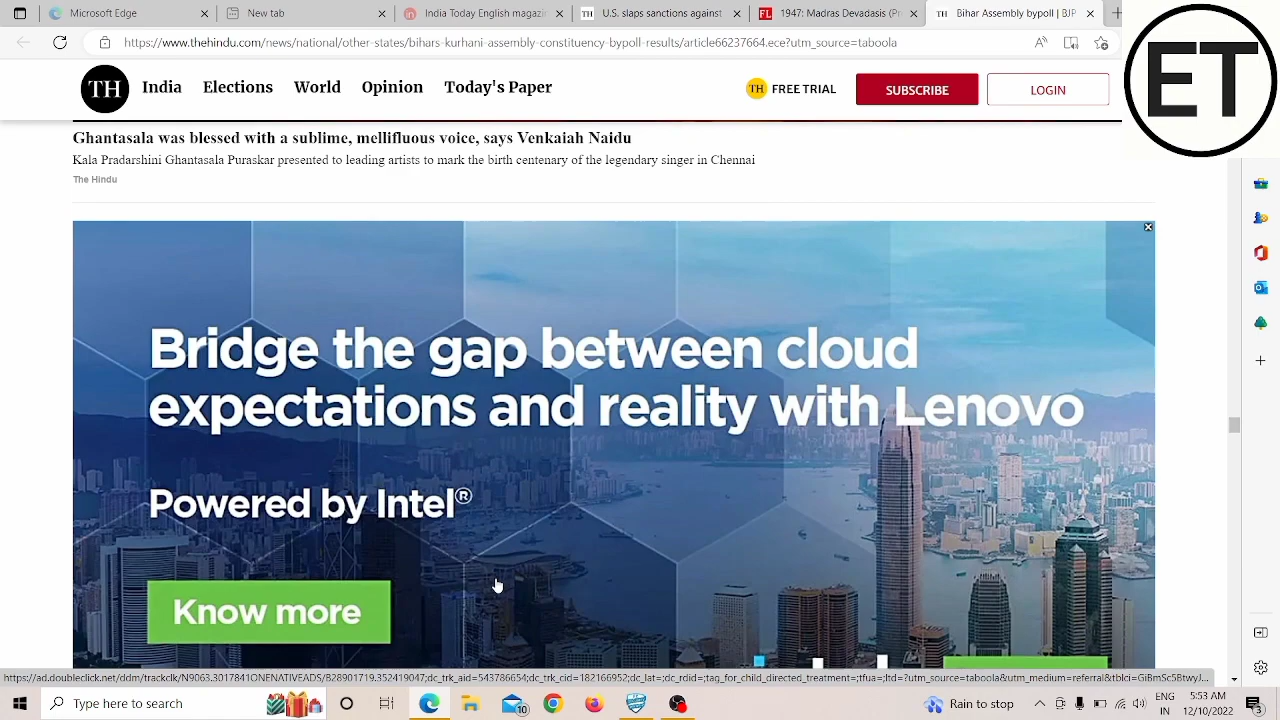 Microsoft Start
New tab
India Today
U.S. slaps sanctions against
1947: Madras Devadasis (Pr
Bihar Assembly bypoll | BJP
https://www.thehindu.com/news/national/other-states/bihars-kurhani-assembly-constituency-bypoll-results/article66237664.ece?utm_source=taboola
ET
TH
India
Elections
World
Opinion
Today's Paper
TH
FREE TRIAL
SUBSCRIBE
LOGIN
Ghantasala was blessed with a sublime, mellifluous voice, says Venkaiah Naidu
Kala Pradarshini Ghantasala Puraskar presented to leading artists to mark the birth centenary of the legendary singer in Chennai
The Hindu
Bridge the gap between cloud
expectations and reality with Lenovo
Powered by Intel®
Know more
Type here to search
10
Rain to stop
ENG
IN
5:53 AM
12/10/2022
3